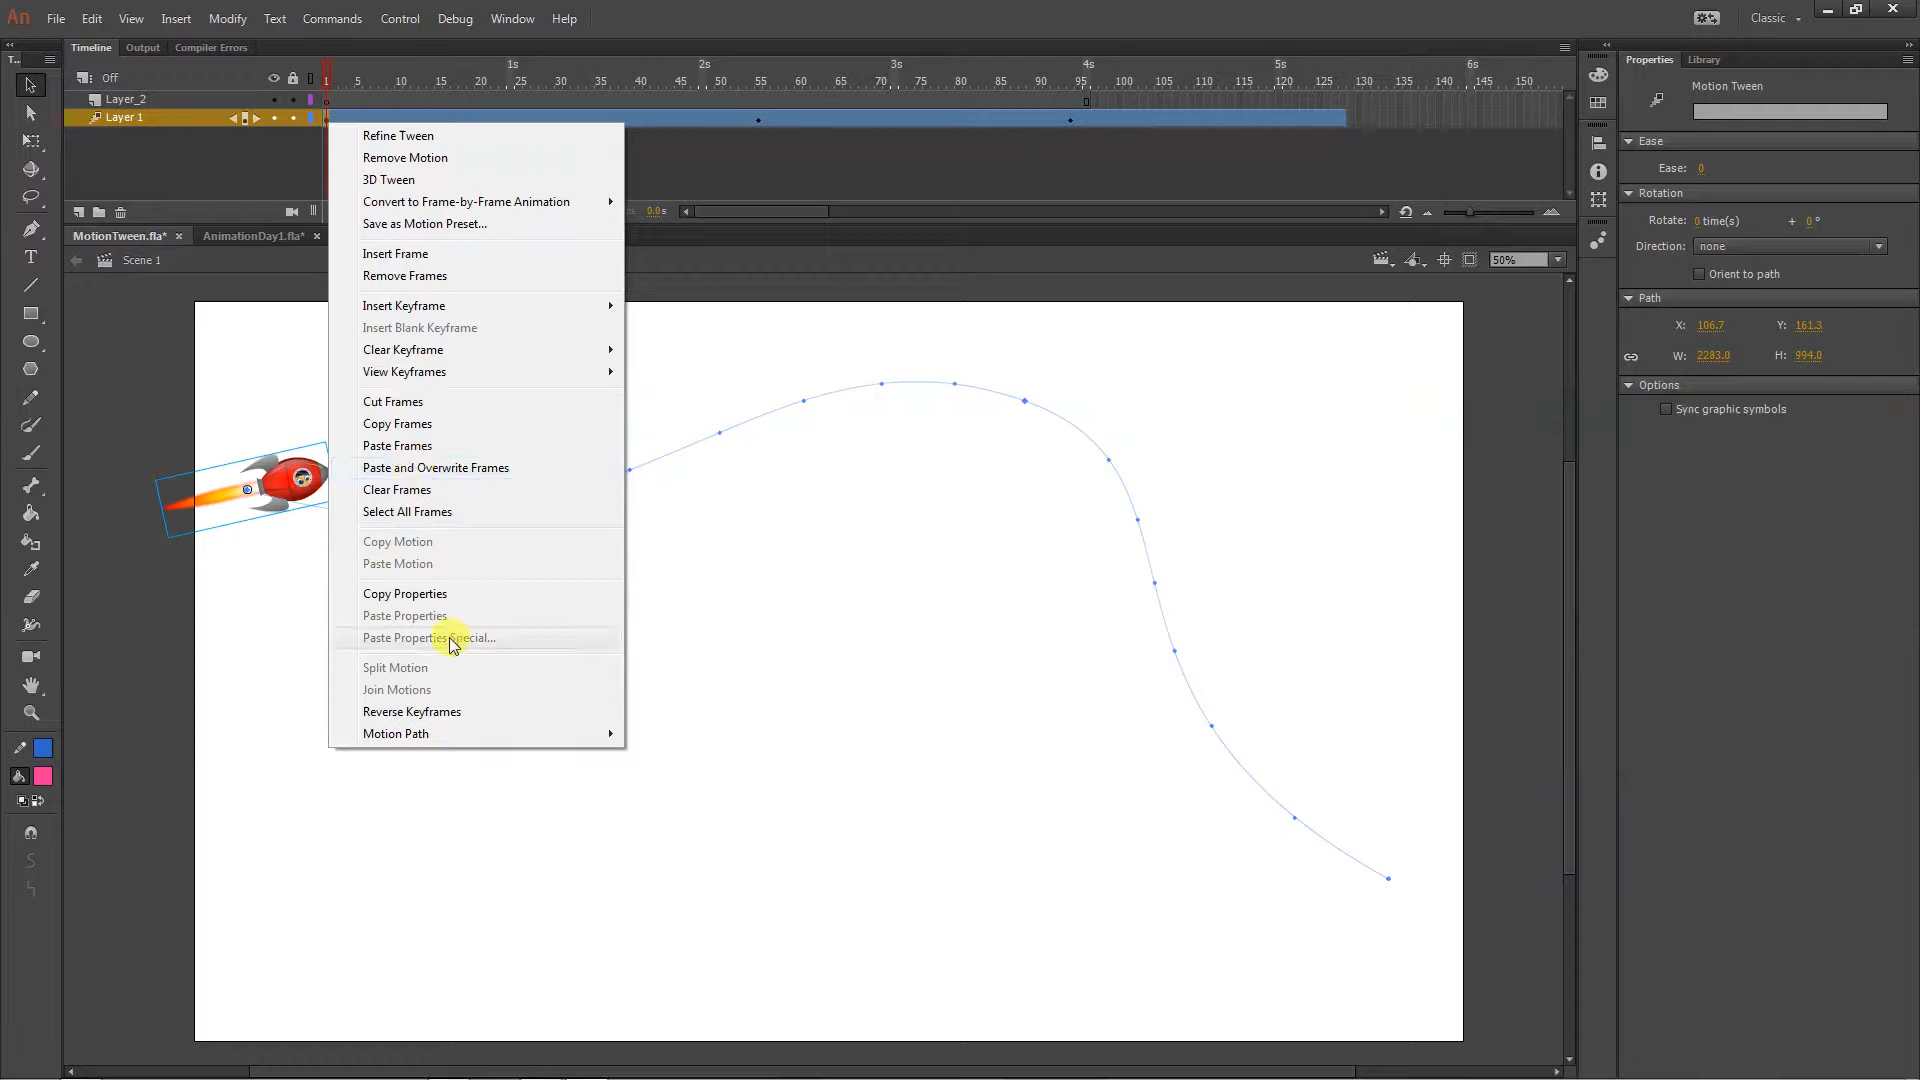 An File Edit View Insert Modify Text Commands Control Debug Window Help Classic
Timeline Output Compiler Errors
T...
Properties Library
Off
1s 2s 3s 4s 5s 6s
1 5 10 15 20 25 30 35 40 45 50 55 60 65 70 75 80 85 90 95 100 105 110 115 120 125 130 135 140 145 150
Motion Tween
Layer_2
Layer 1
Refine Tween
Remove Motion
3D Tween
Convert to Frame-by-Frame Animation
Save as Motion Preset...
Insert Frame
Remove Frames
Insert Keyframe
Insert Blank Keyframe
Clear Keyframe
View Keyframes
Cut Frames
Copy Frames
Paste Frames
Paste and Overwrite Frames
Clear Frames
Select All Frames
Copy Motion
Paste Motion
Copy Properties
Paste Properties
Paste Properties Special...
Split Motion
Join Motions
Reverse Keyframes
Motion Path
0.0s
MotionTween.fla* × AnimationDay1.fla* ×
Scene 1
50%
Ease
Ease: 0
Rotation
Rotate: 0 time(s) + 0°
Direction: none
Orient to path
Path
X: 106.7 Y: 161.3
W: 2283.0 H: 994.0
Options
Sync graphic symbols